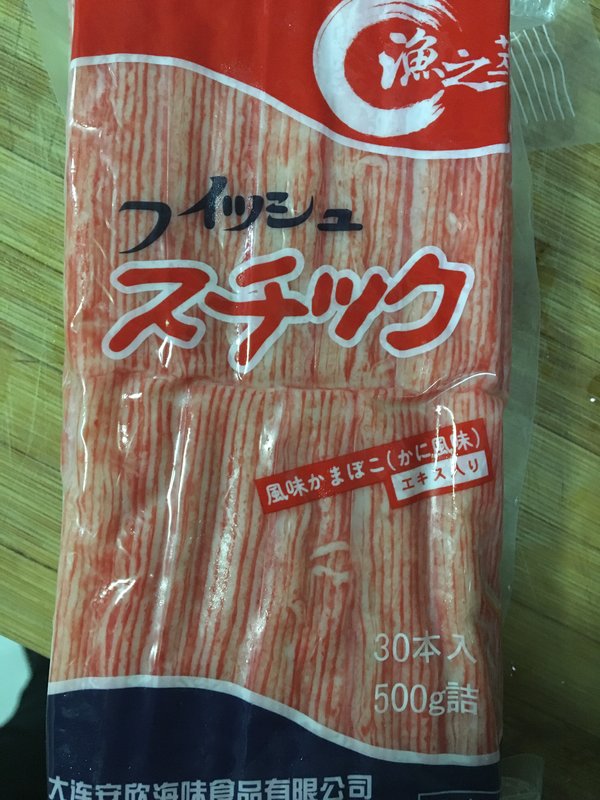 漁之
フィッシュ
スチック
風味かまぼこ(かに風味)
エキス入り
30本入
500g詰
大连安欣海味食品有限公司